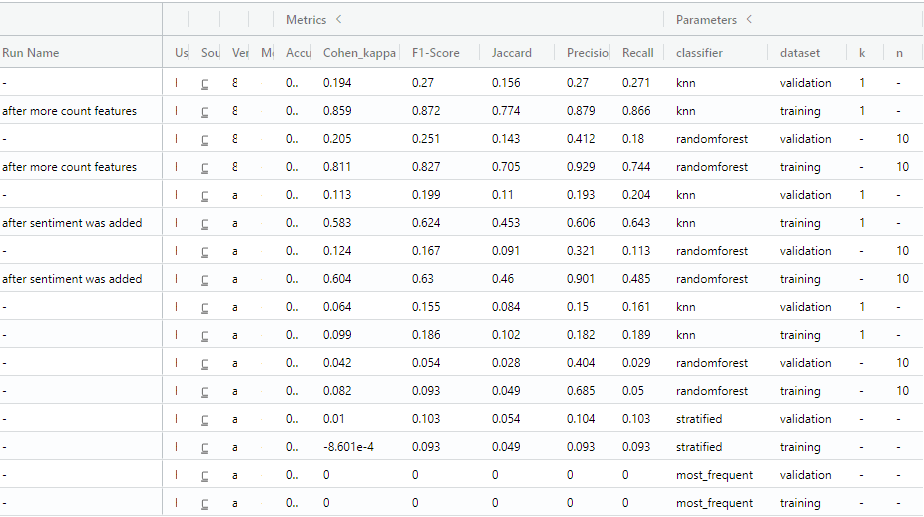 Metrics < Parameters <
Run Name Us Sou Ver Mo Accu Cohen_kappa F1-Score Jaccard Precisio Recall classifier dataset k n
- 8 0.. 0.194 0.27 0.156 0.27 0.271 knn validation 1 -
after more count features 8 0.. 0.859 0.872 0.774 0.879 0.866 knn training 1 -
- 8 0.. 0.205 0.251 0.143 0.412 0.18 randomforest validation - 10
after more count features 8 0.. 0.811 0.827 0.705 0.929 0.744 randomforest training - 10
- a 0.. 0.113 0.199 0.11 0.193 0.204 knn validation 1 -
after sentiment was added a 0.. 0.583 0.624 0.453 0.606 0.643 knn training 1 -
- a 0.. 0.124 0.167 0.091 0.321 0.113 randomforest validation - 10
after sentiment was added a 0.. 0.604 0.63 0.46 0.901 0.485 randomforest training - 10
- a 0.. 0.064 0.155 0.084 0.15 0.161 knn validation 1 -
- a 0.. 0.099 0.186 0.102 0.182 0.189 knn training 1 -
- a 0.. 0.042 0.054 0.028 0.404 0.029 randomforest validation - 10
- a 0.. 0.082 0.093 0.049 0.685 0.05 randomforest training - 10
- a 0.. 0.01 0.103 0.054 0.104 0.103 stratified validation - -
- a 0.. -8.601e-4 0.093 0.049 0.093 0.093 stratified training - -
- a 0.. 0 0 0 0 0 most_frequent validation - -
- a 0.. 0 0 0 0 0 most_frequent training - -